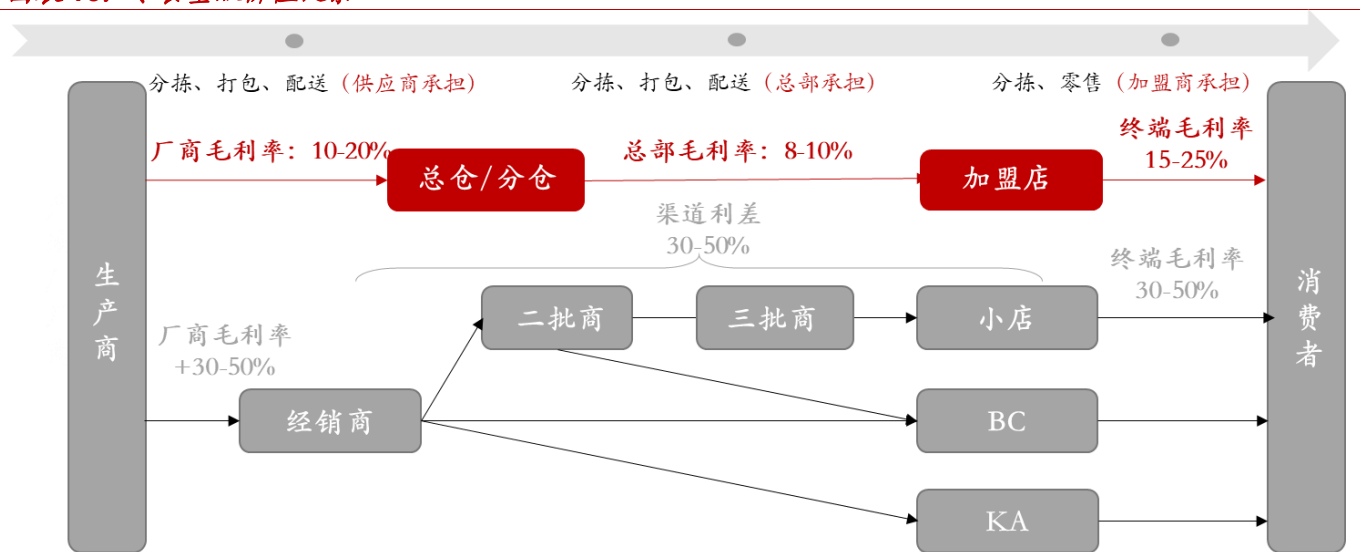 分拣、打包、配送（供应商承担）
分拣、打包、配送（总部承担）
分拣、零售（加盟商承担）
厂商毛利率：10-20%
总仓/分仓
总部毛利率：8-10%
加盟店
终端毛利率
15-25%
渠道利差
30-50%
生产商
厂商毛利率
+30-50%
经销商
二批商
三批商
小店
终端毛利率
30-50%
BC
KA
消费者